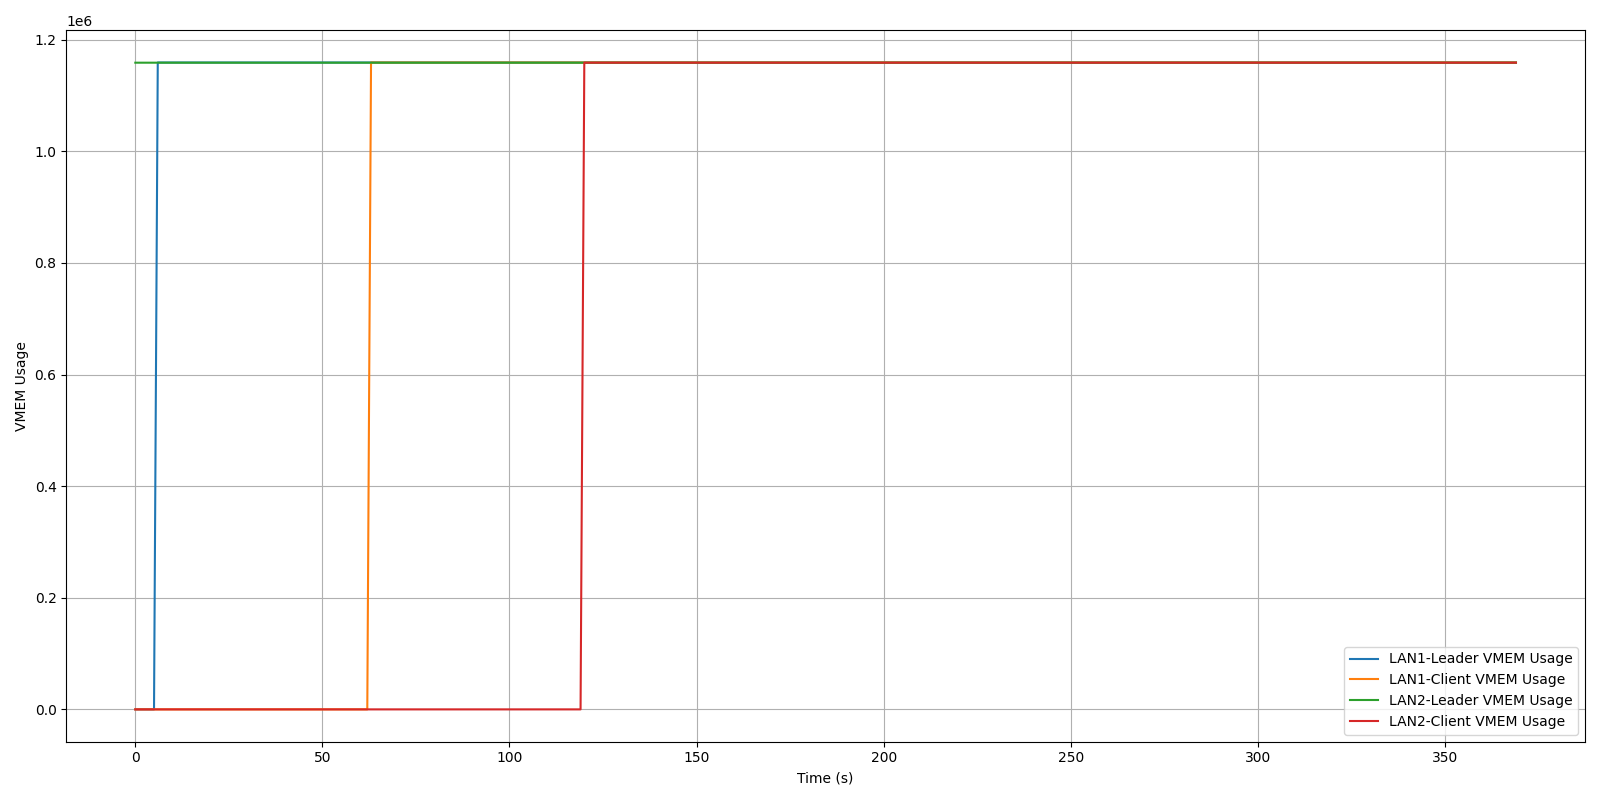 1e6
1.2
1.0
0.8
0.6
0.4
0.2
0.0
VMEM Usage
0 50 100 150 200 250 300 350
Time (s)
LAN1-Leader VMEM Usage
LAN1-Client VMEM Usage
LAN2-Leader VMEM Usage
LAN2-Client VMEM Usage